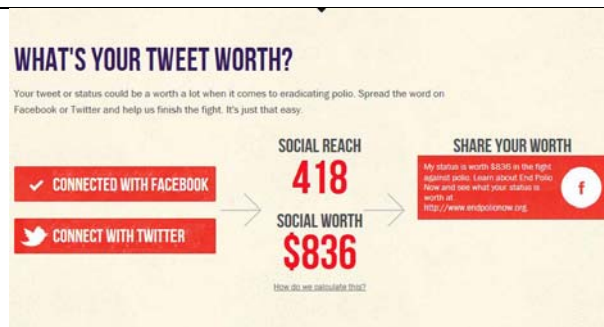 WHAT'S YOUR TWEET WORTH?
Your tweet or status could be a worth a lot when it comes to eradicating polio. Spread the word on
Facebook or Twitter and help us finish the fight. It's just that easy.
CONNECTED WITH FACEBOOK
CONNECT WITH TWITTER
SOCIAL REACH
418
SOCIAL WORTH
$836
How do we calculate this?
SHARE YOUR WORTH
My status is worth $836 in the fight
against polio. Learn about End Polio
Now and see what your status is
worth at
http://www.endpolionow.org.
f